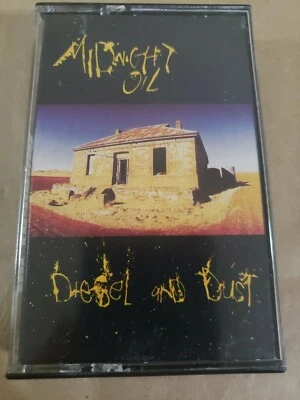 MIDNIGHT
OIL
DIESEL AND DUST